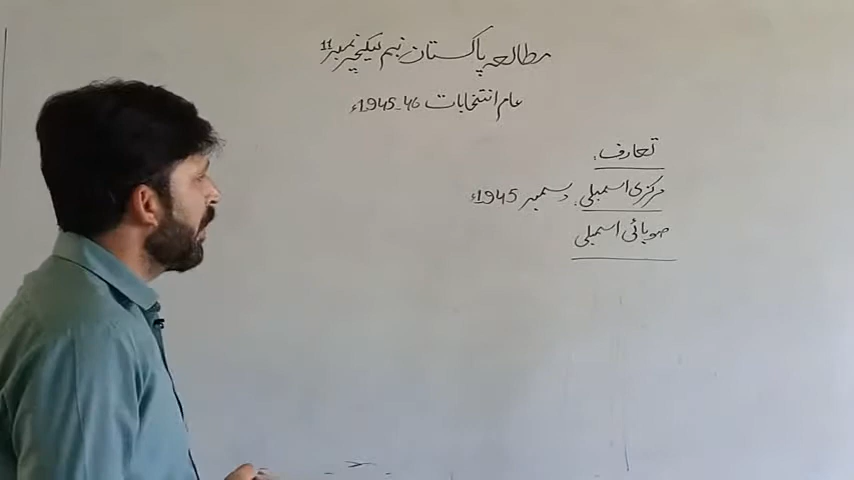 مطالعہ پاکستان نہم لیکچر نمبر 11
عام انتخابات 46-1945ء
تعارف:
مرکزی اسمبلی: دسمبر 1945ء
صوبائی اسمبلی